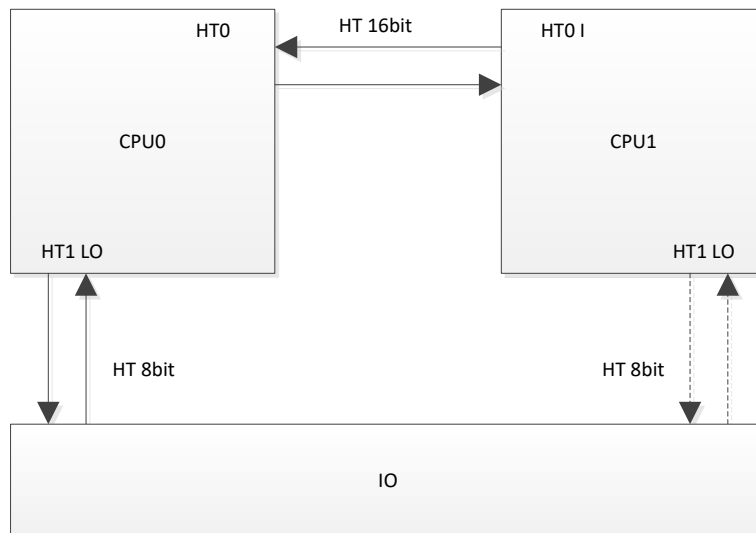 HT0
HT 16bit
HT0 I
CPU0
CPU1
HT1 LO
HT1 LO
HT 8bit
HT 8bit
IO